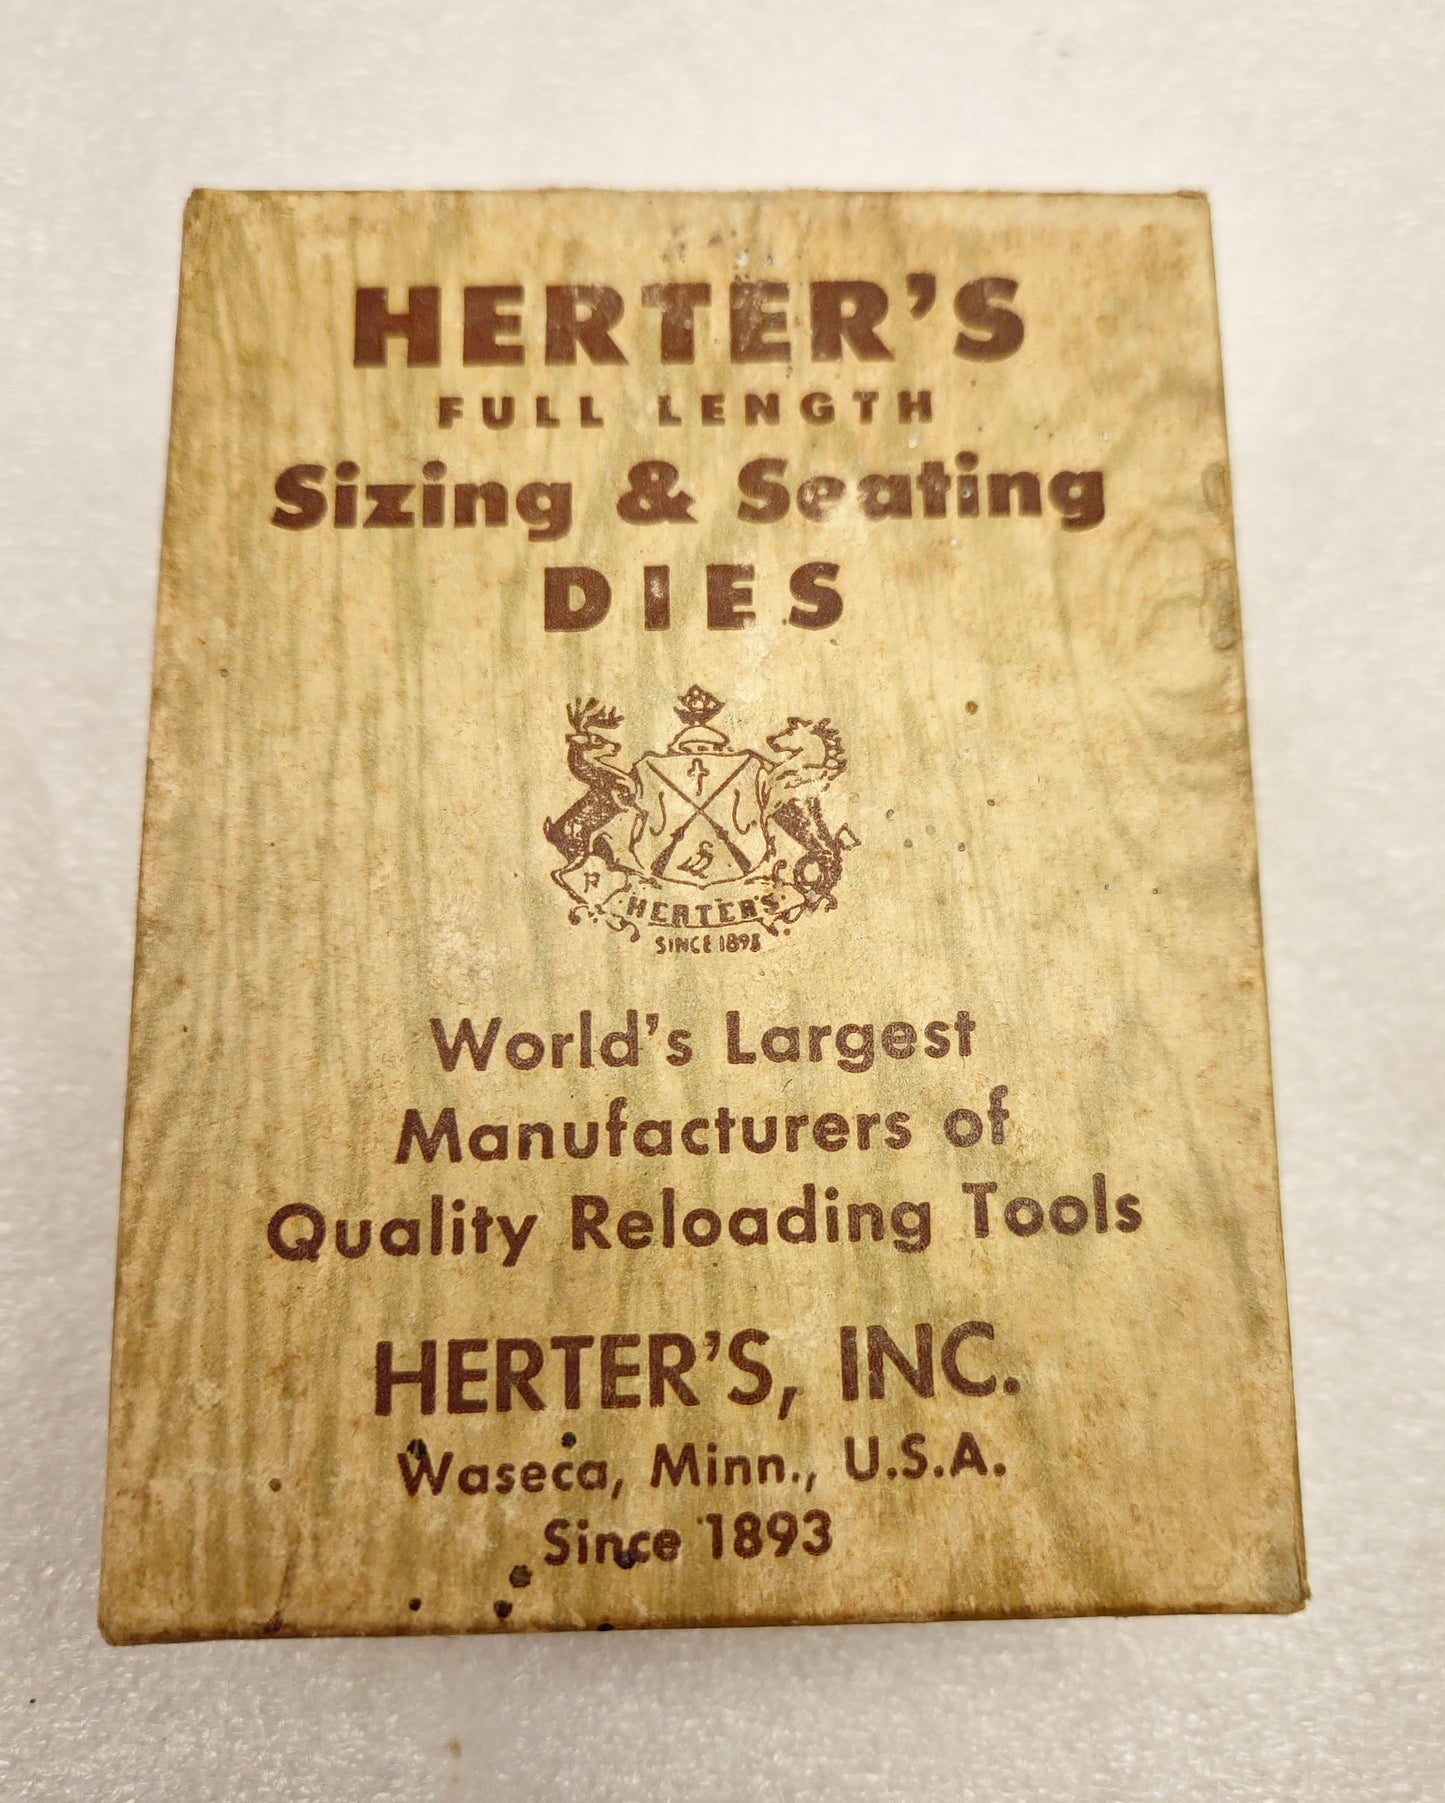 HERTER'S
FULL LENGTH
Sizing & Seating
DIES
HERTER'S
SINCE 1893
World's Largest
Manufacturers of
Quality Reloading Tools
HERTER'S, INC.
Waseca, Minn., U.S.A.
Since 1893